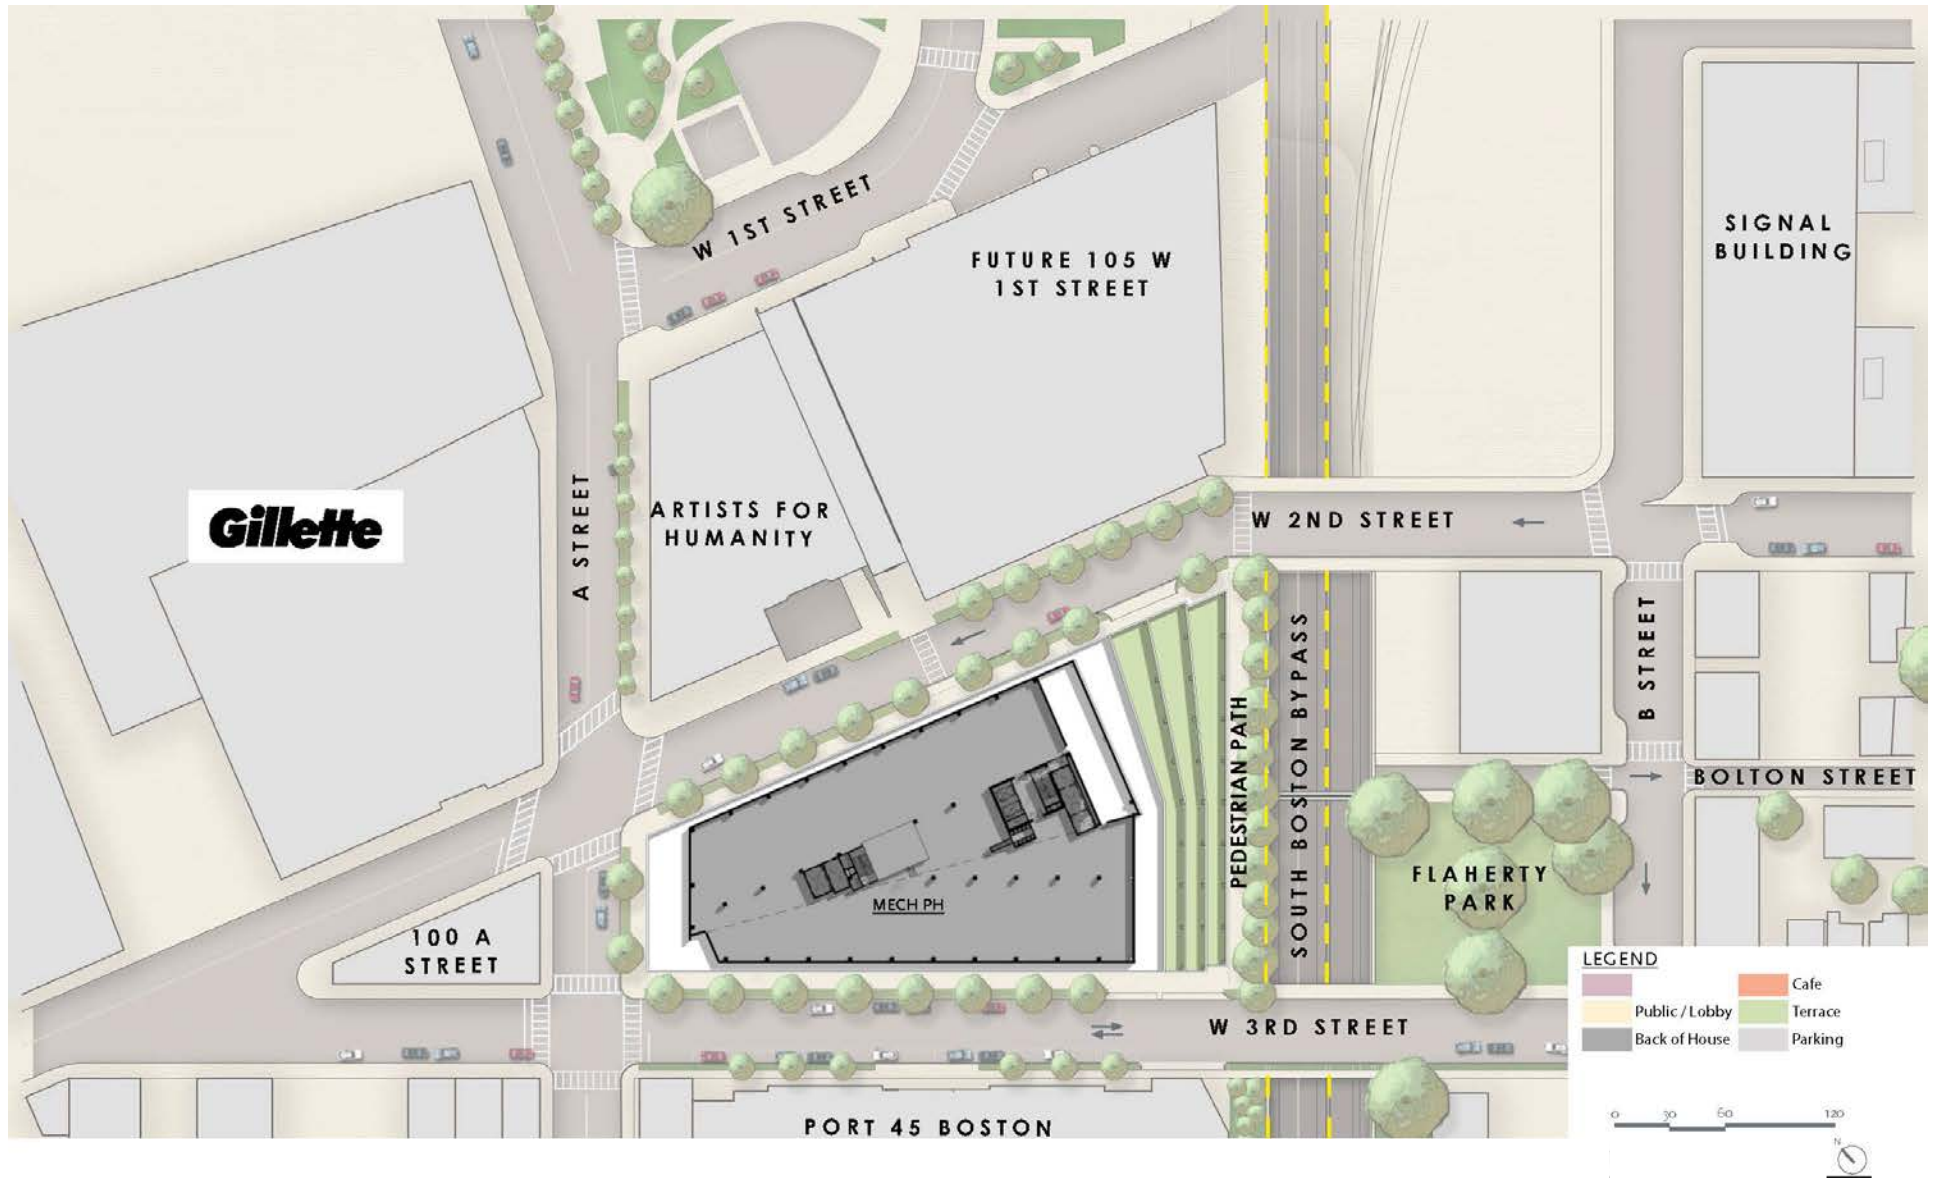 W 1ST STREET
FUTURE 105 W
1ST STREET
SIGNAL
BUILDING
Gillette
A STREET
ARTISTS FOR
HUMANITY
W 2ND STREET
B STREET
PEDESTRIAN PATH
SOUTH BOSTON BYPASS
BOLTON STREET
MECH PH
FLAHERTY
PARK
100 A
STREET
W 3RD STREET
PORT 45 BOSTON
LEGEND
Cafe
Public / Lobby
Terrace
Back of House
Parking
0 30 60 120
N